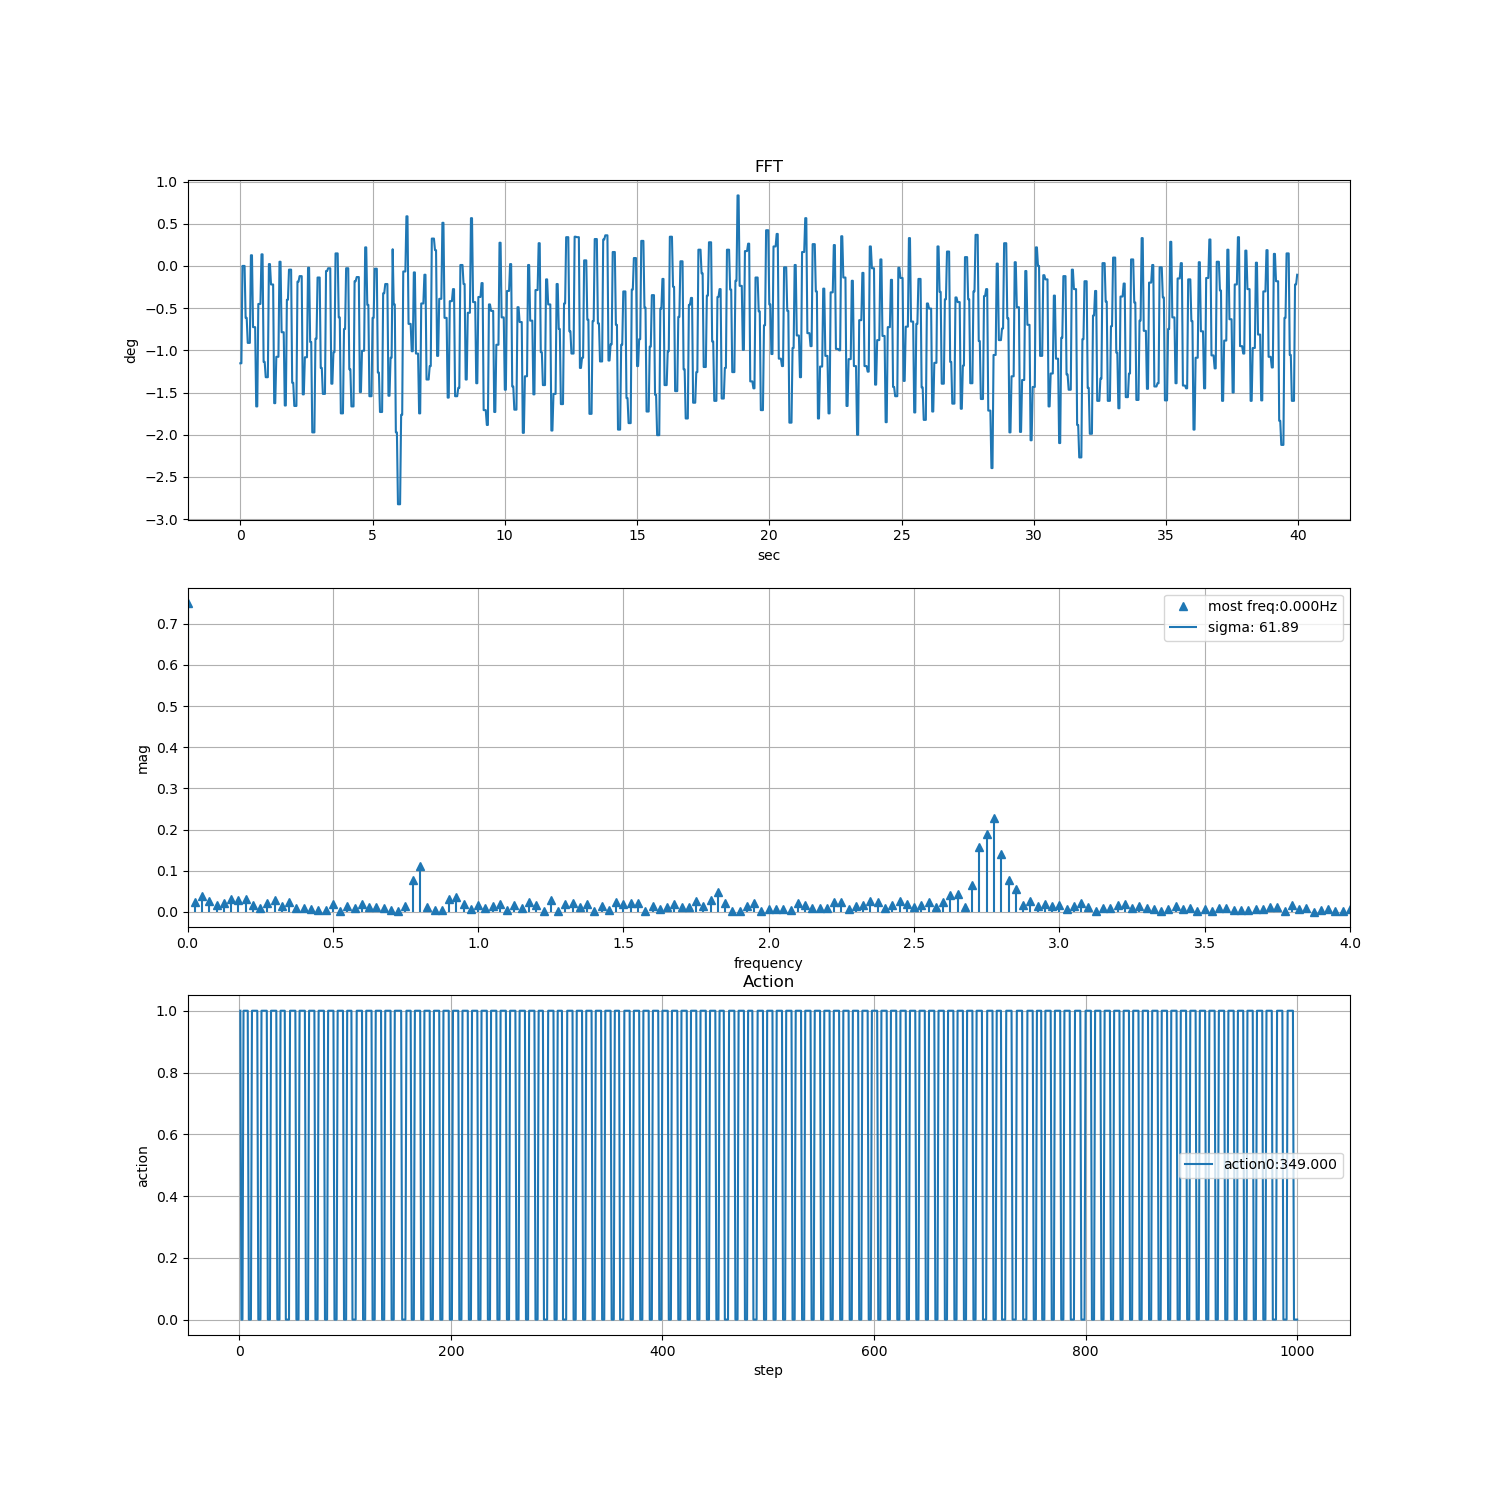 FFT
1.0
0.5
0.0
−0.5
−1.0
−1.5
−2.0
−2.5
−3.0
deg
0 5 10 15 20 25 30 35 40
sec
most freq:0.000Hz
sigma: 61.89
0.7
0.6
0.5
0.4
0.3
0.2
0.1
0.0
mag
0.0 0.5 1.0 1.5 2.0 2.5 3.0 3.5 4.0
frequency
Action
1.0
0.8
0.6
0.4
0.2
0.0
action
action0:349.000
0 200 400 600 800 1000
step